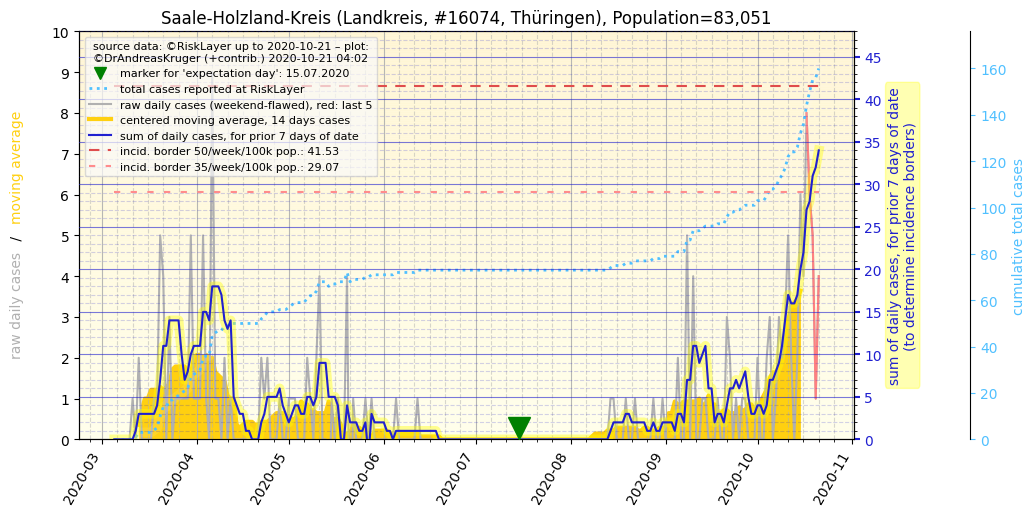 Saale-Holzland-Kreis (Landkreis, #16074, Thüringen), Population=83,051
source data: ©RiskLayer up to 2020-10-21 – plot:
©DrAndreasKruger (+contrib.) 2020-10-21 04:02
marker for 'expectation day': 15.07.2020
total cases reported at RiskLayer
raw daily cases (weekend-flawed), red: last 5
centered moving average, 14 days cases
sum of daily cases, for prior 7 days of date
incid. border 50/week/100k pop.: 41.53
incid. border 35/week/100k pop.: 29.07
raw daily cases / moving average
10
9
8
7
6
5
4
3
2
1
0
2020-03
2020-04
2020-05
2020-06
2020-07
2020-08
2020-09
2020-10
2020-11
45
40
35
30
25
20
15
10
5
0
sum of daily cases, for prior 7 days of date
(to determine incidence borders)
160
140
120
100
80
60
40
20
0
cumulative total cases